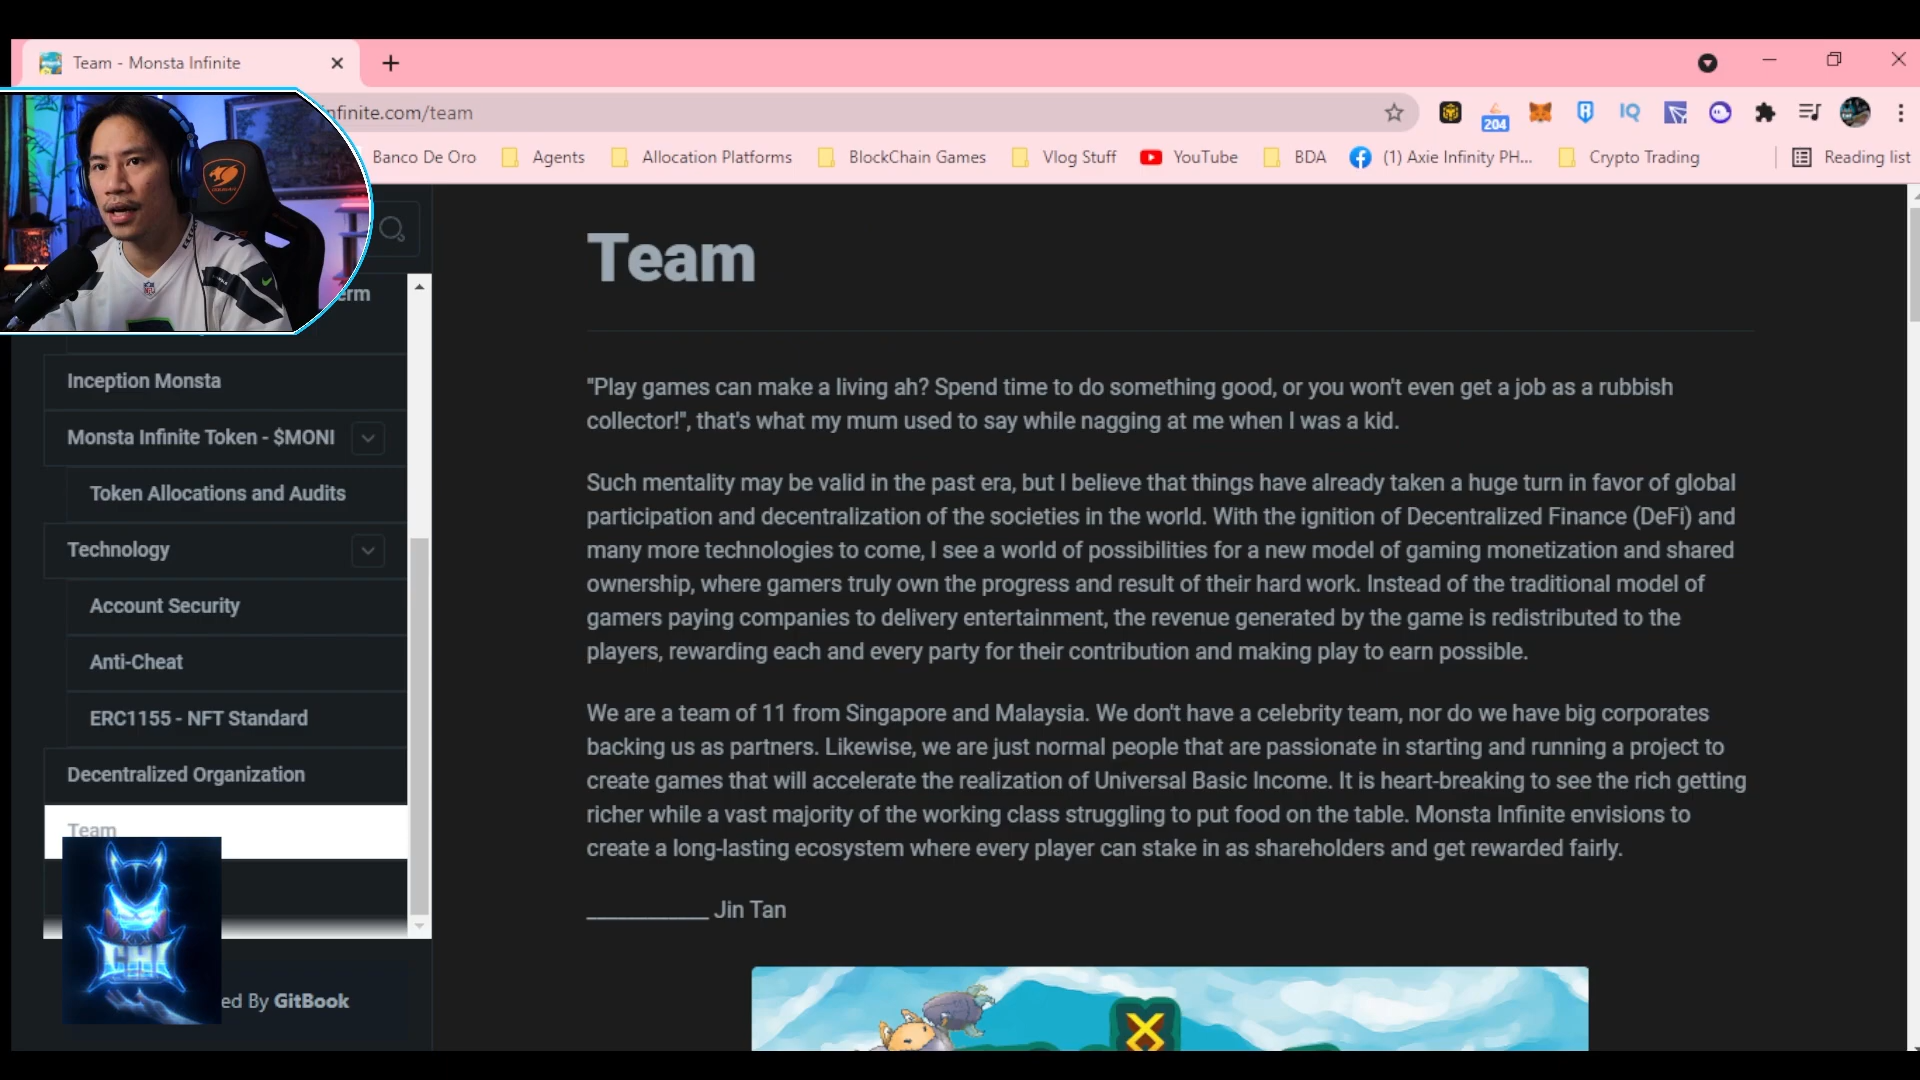 Team - Monsta Infinite
nfinite.com/team
204
IQ
Banco De Oro
Agents
Allocation Platforms
BlockChain Games
Vlog Stuff
YouTube
BDA
(1) Axie Infinity PH...
Crypto Trading
Reading list
erm
Inception Monsta
Monsta Infinite Token - $MONI
Token Allocations and Audits
Technology
Account Security
Anti-Cheat
ERC1155 - NFT Standard
Decentralized Organization
Team
CHI
ed By GitBook
Team
"Play games can make a living ah? Spend time to do something good, or you won't even get a job as a rubbish
collector!", that's what my mum used to say while nagging at me when I was a kid.
Such mentality may be valid in the past era, but I believe that things have already taken a huge turn in favor of global
participation and decentralization of the societies in the world. With the ignition of Decentralized Finance (DeFi) and
many more technologies to come, I see a world of possibilities for a new model of gaming monetization and shared
ownership, where gamers truly own the progress and result of their hard work. Instead of the traditional model of
gamers paying companies to delivery entertainment, the revenue generated by the game is redistributed to the
players, rewarding each and every party for their contribution and making play to earn possible.
We are a team of 11 from Singapore and Malaysia. We don't have a celebrity team, nor do we have big corporates
backing us as partners. Likewise, we are just normal people that are passionate in starting and running a project to
create games that will accelerate the realization of Universal Basic Income. It is heart-breaking to see the rich getting
richer while a vast majority of the working class struggling to put food on the table. Monsta Infinite envisions to
create a long-lasting ecosystem where every player can stake in as shareholders and get rewarded fairly.
___________ Jin Tan